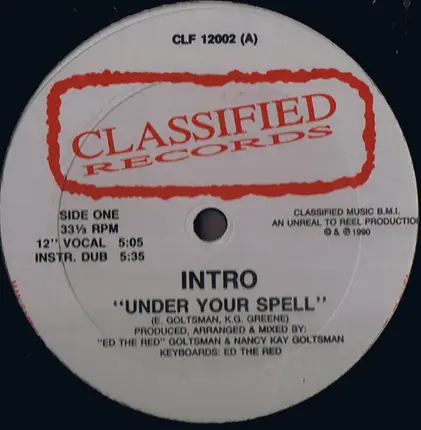 CLF 12002 (A)
CLASSIFIED
RECORDS
SIDE ONE
33⅓ RPM
12'' VOCAL 5:05
INSTR. DUB 5:35
CLASSIFIED MUSIC B.M.I.
AN UNREAL TO REEL PRODUCTION
© & ℗ 1990
INTRO
"UNDER YOUR SPELL"
(E. GOLTSMAN, K.G. GREENE)
PRODUCED, ARRANGED & MIXED BY:
"ED THE RED" GOLTSMAN & NANCY KAY GOLTSMAN
KEYBOARDS: ED THE RED